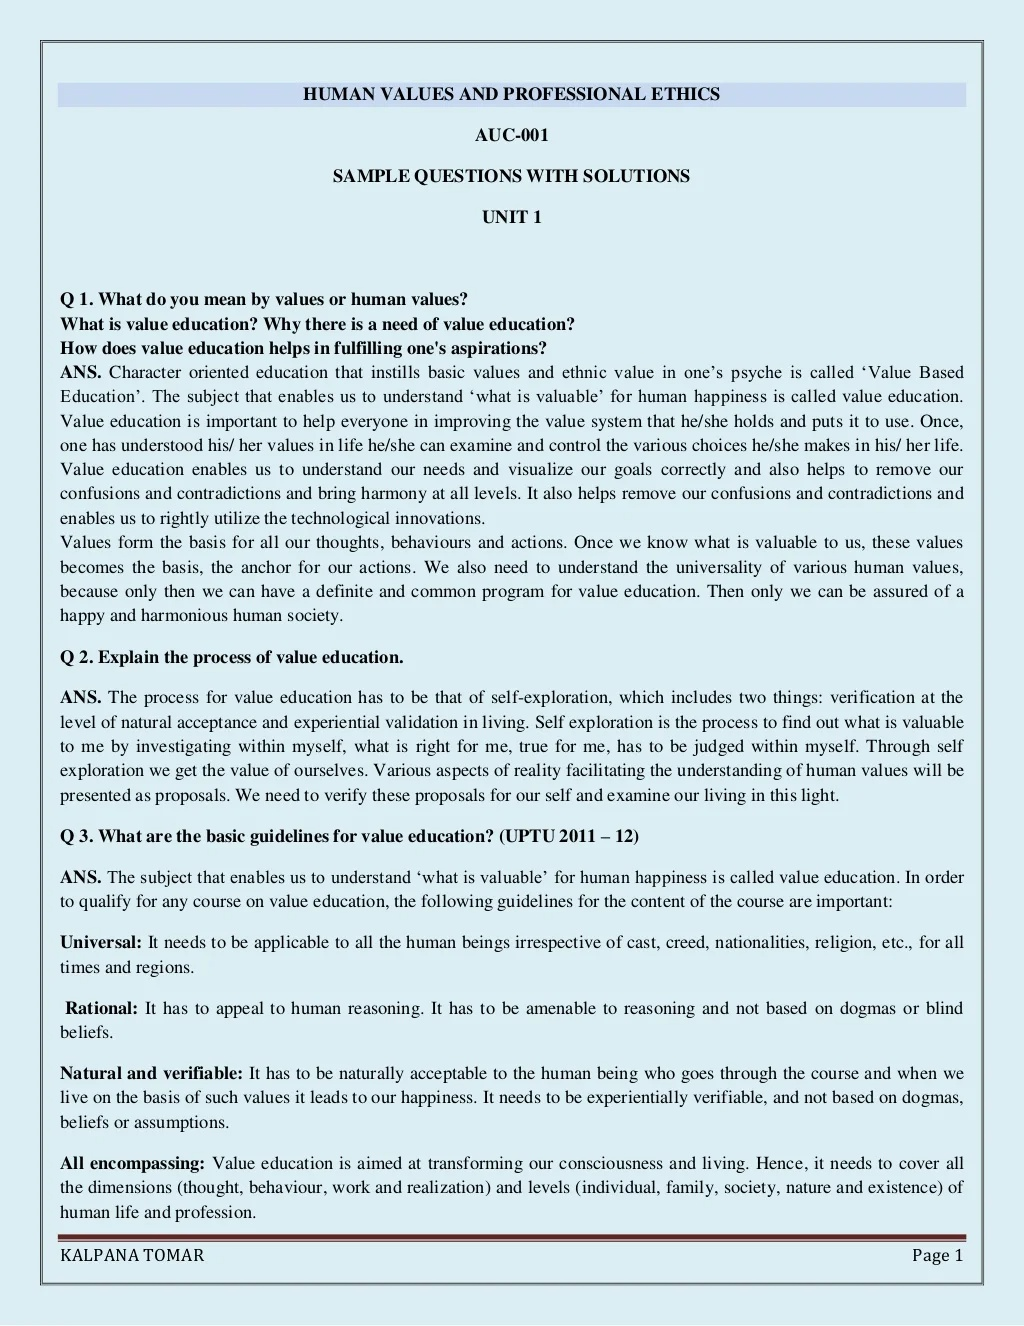 HUMAN VALUES AND PROFESSIONAL ETHICS
AUC-001
SAMPLE QUESTIONS WITH SOLUTIONS
UNIT 1
Q 1. What do you mean by values or human values?
What is value education? Why there is a need of value education?
How does value education helps in fulfilling one's aspirations?
ANS. Character oriented education that instills basic values and ethnic value in one’s psyche is called ‘Value Based
Education’. The subject that enables us to understand ‘what is valuable’ for human happiness is called value education.
Value education is important to help everyone in improving the value system that he/she holds and puts it to use. Once,
one has understood his/ her values in life he/she can examine and control the various choices he/she makes in his/ her life.
Value education enables us to understand our needs and visualize our goals correctly and also helps to remove our
confusions and contradictions and bring harmony at all levels. It also helps remove our confusions and contradictions and
enables us to rightly utilize the technological innovations.
Values form the basis for all our thoughts, behaviours and actions. Once we know what is valuable to us, these values
becomes the basis, the anchor for our actions. We also need to understand the universality of various human values,
because only then we can have a definite and common program for value education. Then only we can be assured of a
happy and harmonious human society.
Q 2. Explain the process of value education.
ANS. The process for value education has to be that of self-exploration, which includes two things: verification at the
level of natural acceptance and experiential validation in living. Self exploration is the process to find out what is valuable
to me by investigating within myself, what is right for me, true for me, has to be judged within myself. Through self
exploration we get the value of ourselves. Various aspects of reality facilitating the understanding of human values will be
presented as proposals. We need to verify these proposals for our self and examine our living in this light.
Q 3. What are the basic guidelines for value education? (UPTU 2011 – 12)
ANS. The subject that enables us to understand ‘what is valuable’ for human happiness is called value education. In order
to qualify for any course on value education, the following guidelines for the content of the course are important:
Universal: It needs to be applicable to all the human beings irrespective of cast, creed, nationalities, religion, etc., for all
times and regions.
Rational: It has to appeal to human reasoning. It has to be amenable to reasoning and not based on dogmas or blind
beliefs.
Natural and verifiable: It has to be naturally acceptable to the human being who goes through the course and when we
live on the basis of such values it leads to our happiness. It needs to be experientially verifiable, and not based on dogmas,
beliefs or assumptions.
All encompassing: Value education is aimed at transforming our consciousness and living. Hence, it needs to cover all
the dimensions (thought, behaviour, work and realization) and levels (individual, family, society, nature and existence) of
human life and profession.
KALPANA TOMAR Page 1